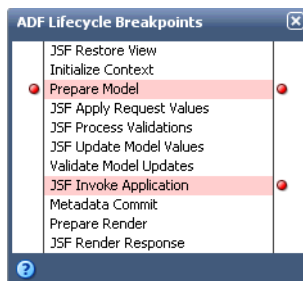 ADF Lifecycle Breakpoints
JSF Restore View
Initialize Context
Prepare Model
JSF Apply Request Values
JSF Process Validations
JSF Update Model Values
Validate Model Updates
JSF Invoke Application
Metadata Commit
Prepare Render
JSF Render Response